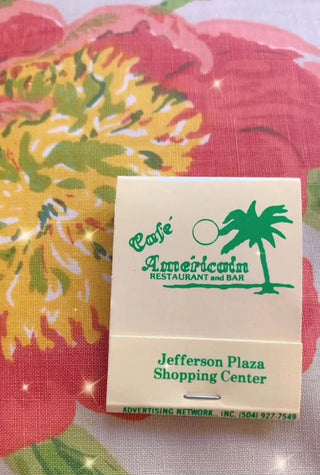 Café
Américain
RESTAURANT and BAR
Jefferson Plaza
Shopping Center
ADVERTISING NETWORK., INC. (504) 927-7549